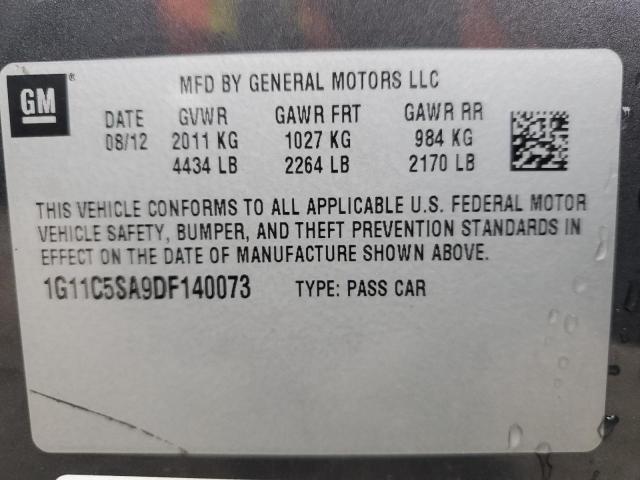 GM®
MFD BY GENERAL MOTORS LLC
DATE GVWR GAWR FRT GAWR RR
08/12 2011 KG 1027 KG 984 KG
4434 LB 2264 LB 2170 LB
THIS VEHICLE CONFORMS TO ALL APPLICABLE U.S. FEDERAL MOTOR
VEHICLE SAFETY, BUMPER, AND THEFT PREVENTION STANDARDS IN
EFFECT ON THE DATE OF MANUFACTURE SHOWN ABOVE.
1G11C5SA9DF140073 TYPE: PASS CAR